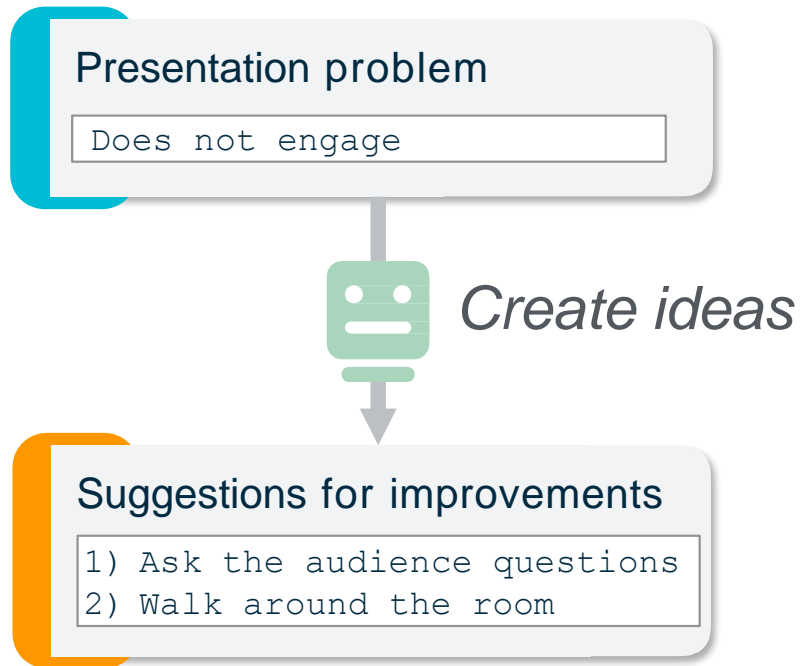 Presentation problem
Does not engage
Create ideas
Suggestions for improvements
1) Ask the audience questions
2) Walk around the room